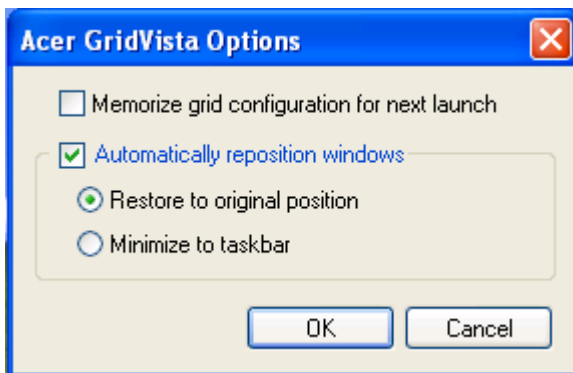 Acer GridVista Options
Memorize grid configuration for next launch
Automatically reposition windows
Restore to original position
Minimize to taskbar
OK Cancel